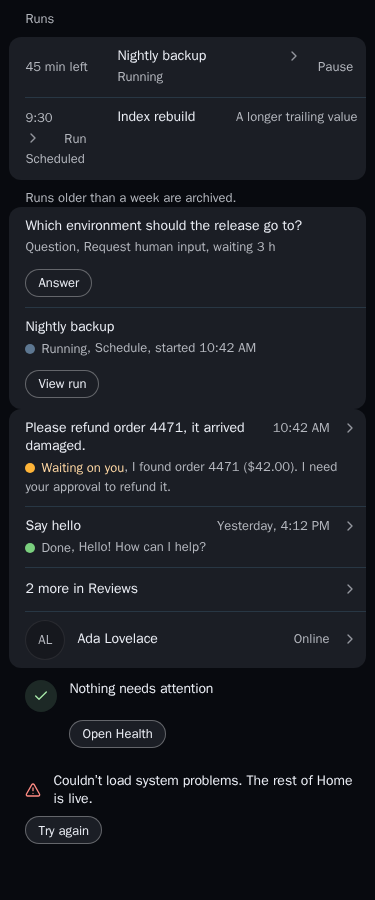 Runs
45 min left
Nightly backup
Running
Pause
9:30
Index rebuild
A longer trailing value
Run
Scheduled
Runs older than a week are archived.
Which environment should the release go to?
Question, Request human input, waiting 3 h
Answer
Nightly backup
Running, Schedule, started 10:42 AM
View run
Please refund order 4471, it arrived
damaged.
10:42 AM
Waiting on you, I found order 4471 ($42.00). I need
your approval to refund it.
Say hello
Yesterday, 4:12 PM
Done, Hello! How can I help?
2 more in Reviews
AL
Ada Lovelace
Online
Nothing needs attention
Open Health
Couldn't load system problems. The rest of Home
is live.
Try again